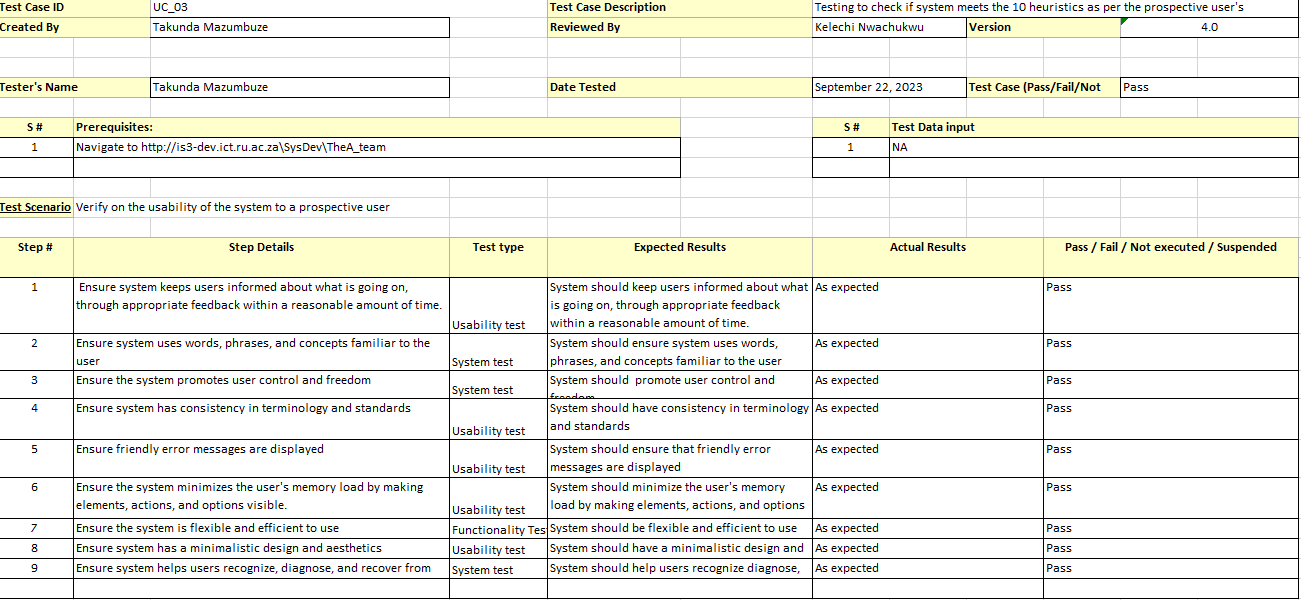 Test Case ID UC_03 Test Case Description Testing to check if system meets the 10 heuristics as per the prospective user's
Created By Takunda Mazumbuze Reviewed By Kelechi Nwachukwu Version 4.0
Tester's Name Takunda Mazumbuze Date Tested September 22, 2023 Test Case (Pass/Fail/Not Pass
S # Prerequisites: S # Test Data input
1 Navigate to http://is3-dev.ict.ru.ac.za\SysDev\TheA_team 1 NA
Test Scenario Verify on the usability of the system to a prospective user
Step # Step Details Test type Expected Results Actual Results Pass / Fail / Not executed / Suspended
1 Ensure system keeps users informed about what is going on, System should keep users informed about what As expected Pass
through appropriate feedback within a reasonable amount of time. is going on, through appropriate feedback
Usability test within a reasonable amount of time.
2 Ensure system uses words, phrases, and concepts familiar to the System should ensure system uses words, As expected Pass
user System test phrases, and concepts familiar to the user
3 Ensure the system promotes user control and freedom System should  promote user control and As expected Pass
System test freedom
4 Ensure system has consistency in terminology and standards System should have consistency in terminology As expected Pass
Usability test and standards
5 Ensure friendly error messages are displayed System should ensure that friendly error As expected Pass
Usability test messages are displayed
6 Ensure the system minimizes the user's memory load by making System should minimize the user's memory As expected Pass
elements, actions, and options visible. Usability test load by making elements, actions, and options
7 Ensure the system is flexible and efficient to use Functionality Tes System should be flexible and efficient to use As expected Pass
8 Ensure system has a minimalistic design and aesthetics Usability test System should have a minimalistic design and As expected Pass
9 Ensure system helps users recognize, diagnose, and recover from System test System should help users recognize diagnose, As expected Pass